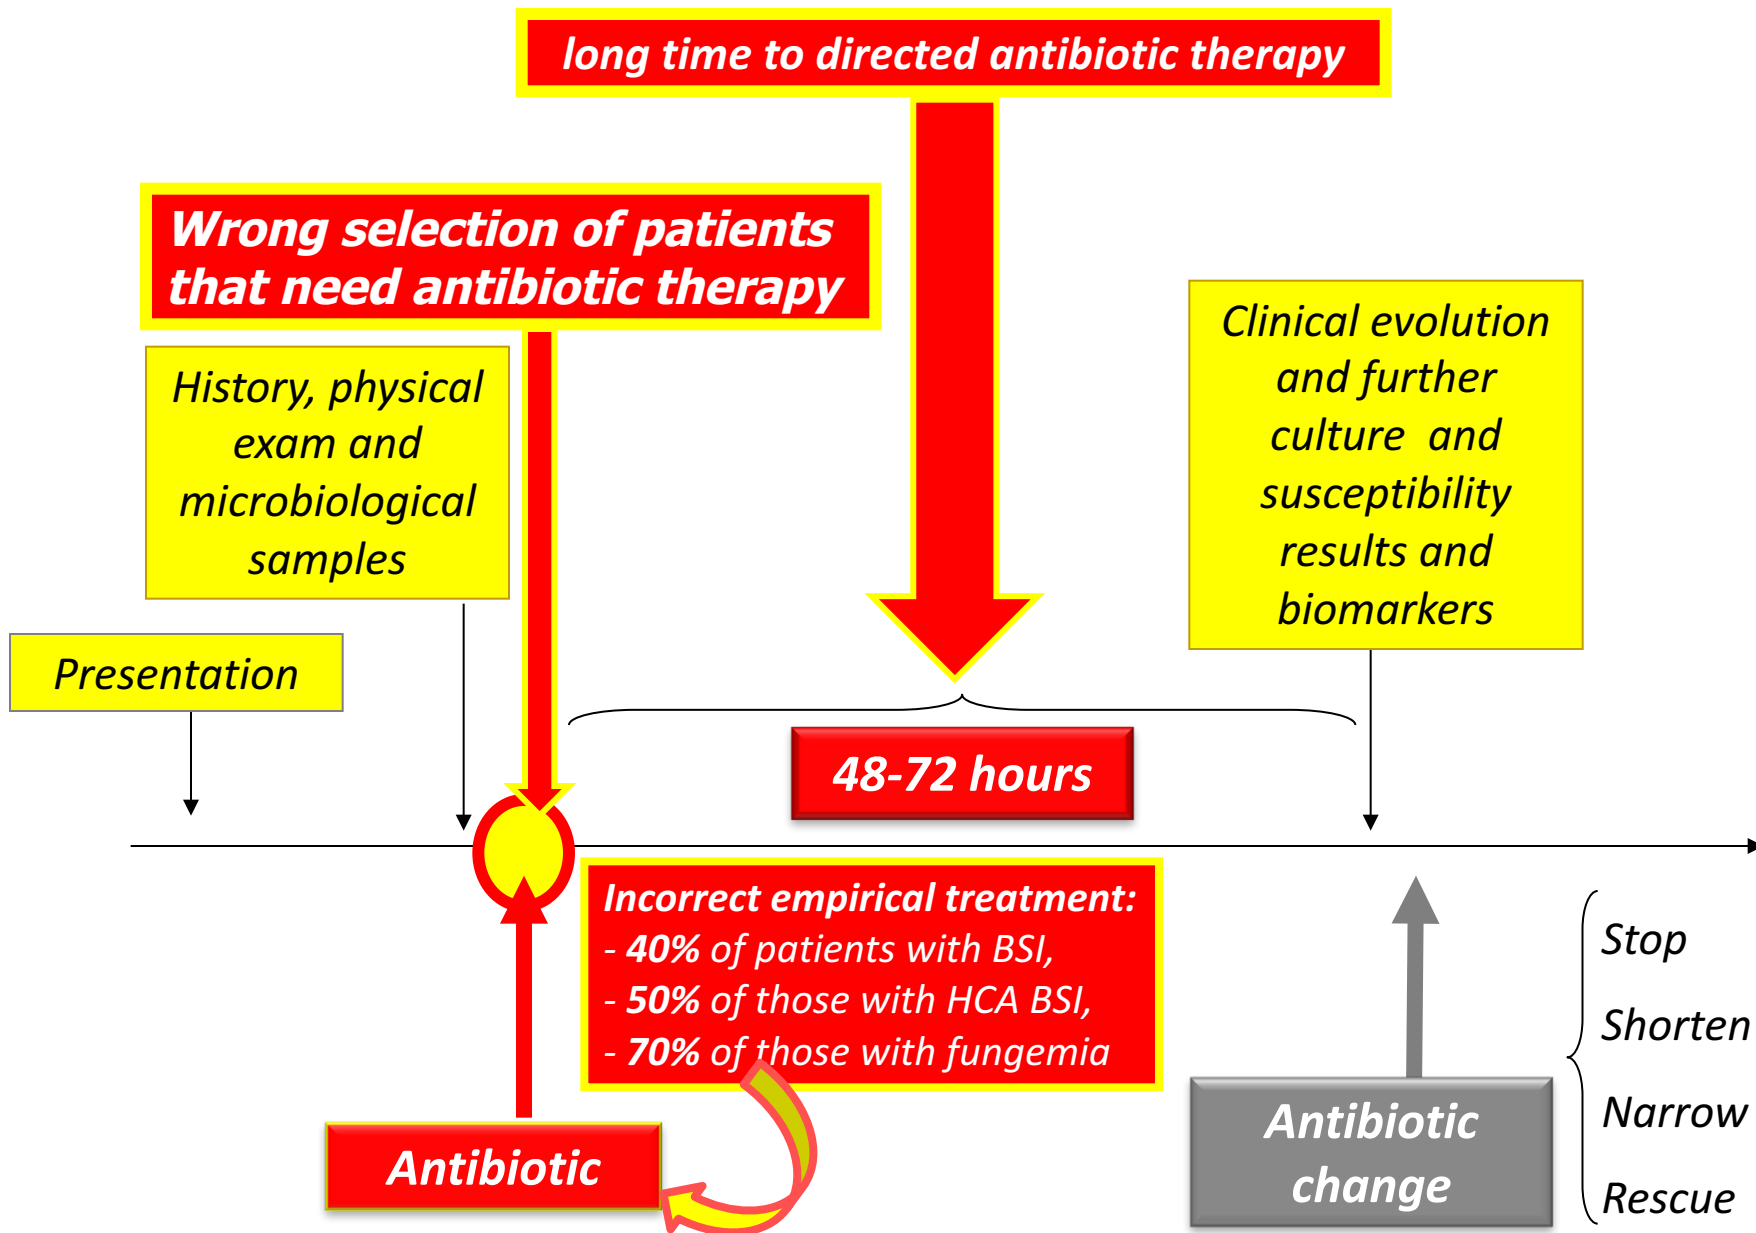 long time to directed antibiotic therapy
Wrong selection of patients
that need antibiotic therapy
History, physical
exam and
microbiological
samples
Presentation
Clinical evolution
and further
culture and
susceptibility
results and
biomarkers
48-72 hours
Incorrect empirical treatment:
- 40% of patients with BSI,
- 50% of those with HCA BSI,
- 70% of those with fungemia
Antibiotic
Antibiotic
change
Stop
Shorten
Narrow
Rescue